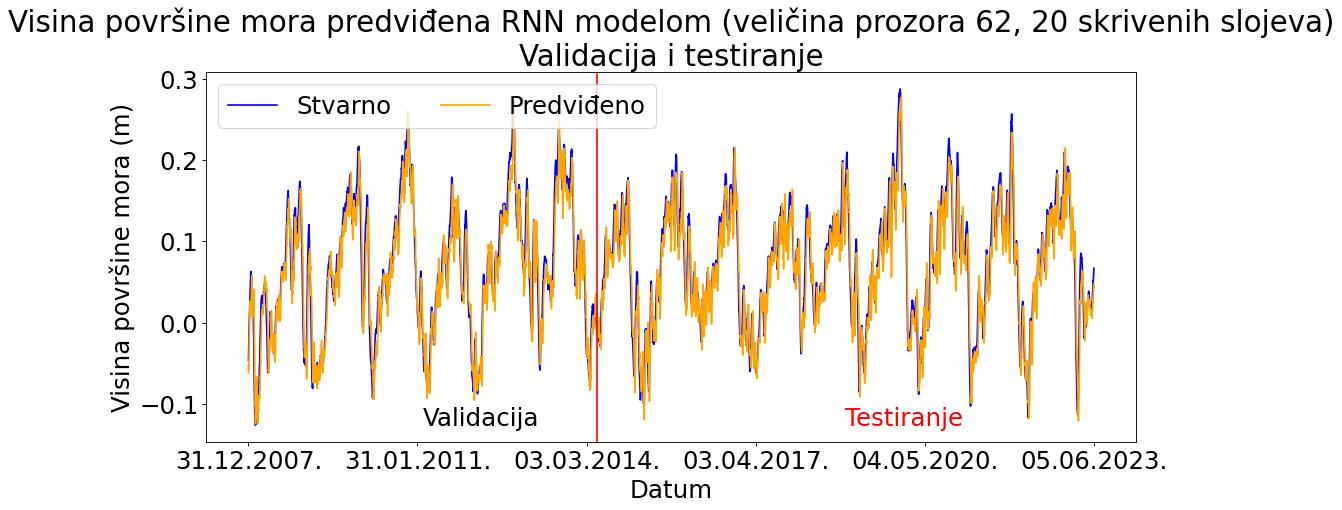 Visina površine mora predviđena RNN modelom (veličina prozora 62, 20 skrivenih slojeva)
Validacija i testiranje
Stvarno Predviđeno
Visina površine mora (m)
0.3
0.2
0.1
0.0
−0.1
Validacija Testiranje
31.12.2007. 31.01.2011. 03.03.2014. 03.04.2017. 04.05.2020. 05.06.2023.
Datum